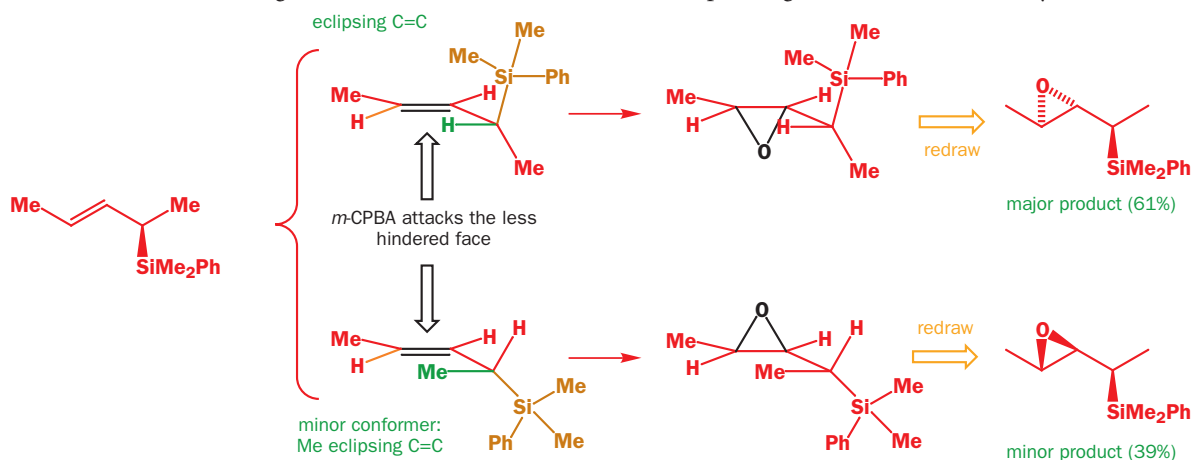 eclipsing C=C
Me
Me
Si
Ph
Me
H
H
H
Me
Me
Me
Si
Ph
Me
H
H
H
O
Me
redraw
O
SiMe2Ph
major product (61%)
Me
Me
SiMe2Ph
m-CPBA attacks the less
hindered face
Me
H
H
H
Me
Si
Me
Ph
Me
minor conformer:
Me eclipsing C=C
O
Me
H
H
H
Me
Si
Me
Ph
Me
redraw
O
SiMe2Ph
minor product (39%)